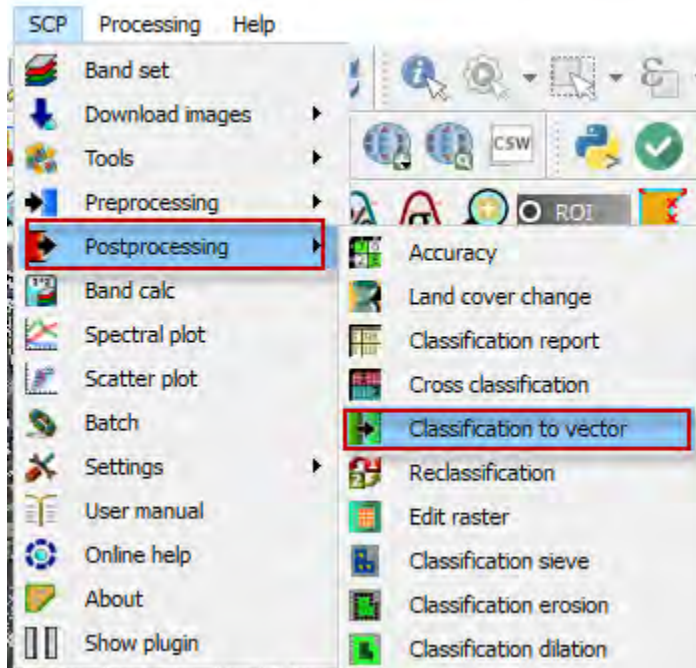 SCP Processing Help
Band set
Download images
CSW
Tools
Preprocessing
ROI
Postprocessing
Accuracy
Band calc
Land cover change
Spectral plot
Classification report
Scatter plot
Cross classification
Batch
Classification to vector
Settings
Reclassification
User manual
Edit raster
Online help
Classification sieve
About
Classification erosion
Show plugin
Classification dilation